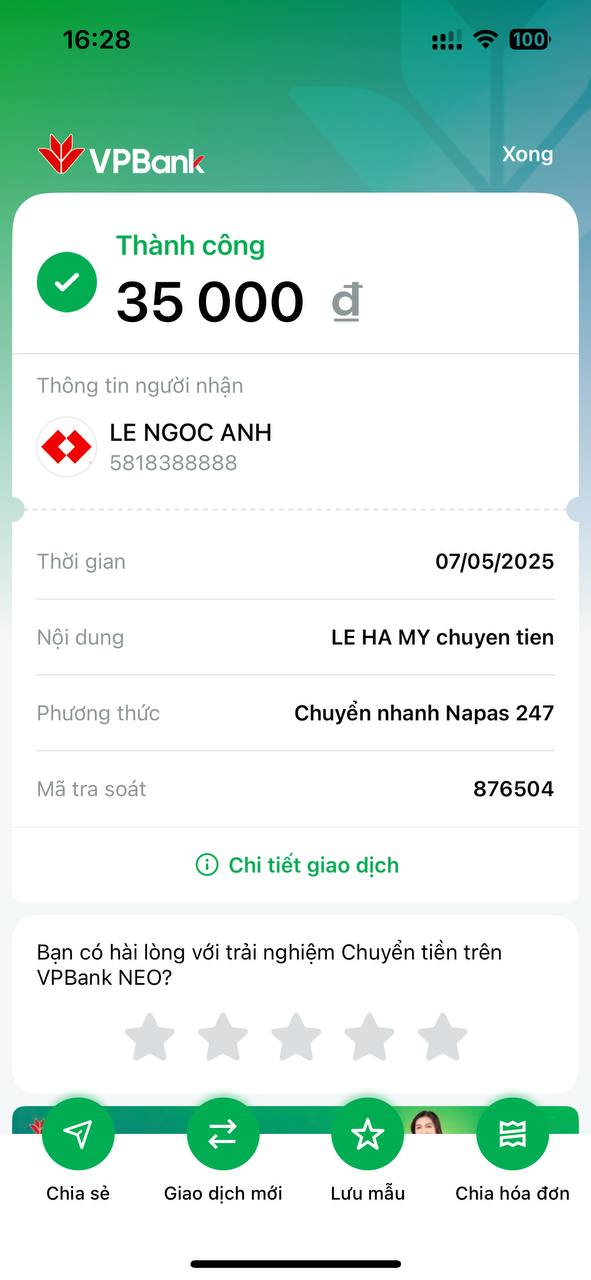 16:28
100
VPBank
Xong
Thành công
35 000 đ
Thông tin người nhận
LE NGOC ANH
5818388888
Thời gian
07/05/2025
Nội dung
LE HA MY chuyen tien
Phương thức
Chuyển nhanh Napas 247
Mã tra soát
876504
Chi tiết giao dịch
Bạn có hài lòng với trải nghiệm Chuyển tiền trên
VPBank NEO?
Chia sẻ
Giao dịch mới
Lưu mẫu
Chia hóa đơn